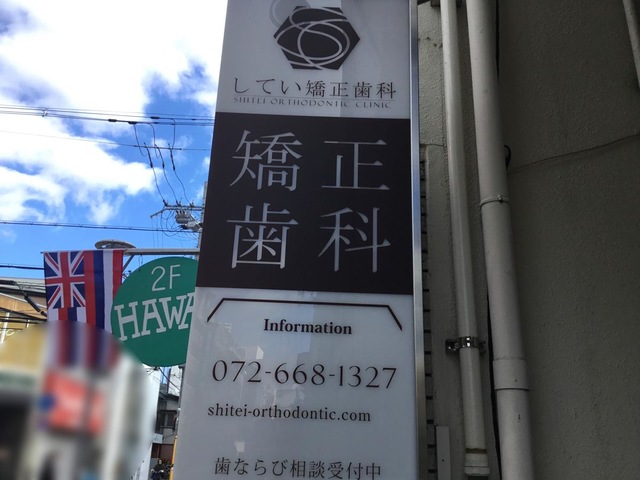 してい矯正歯科
SHITEI ORTHODONTIC CLINIC
矯正
歯科
Information
072-668-1327
shitei-orthodontic.com
歯ならび相談受付中
2F
HAWA